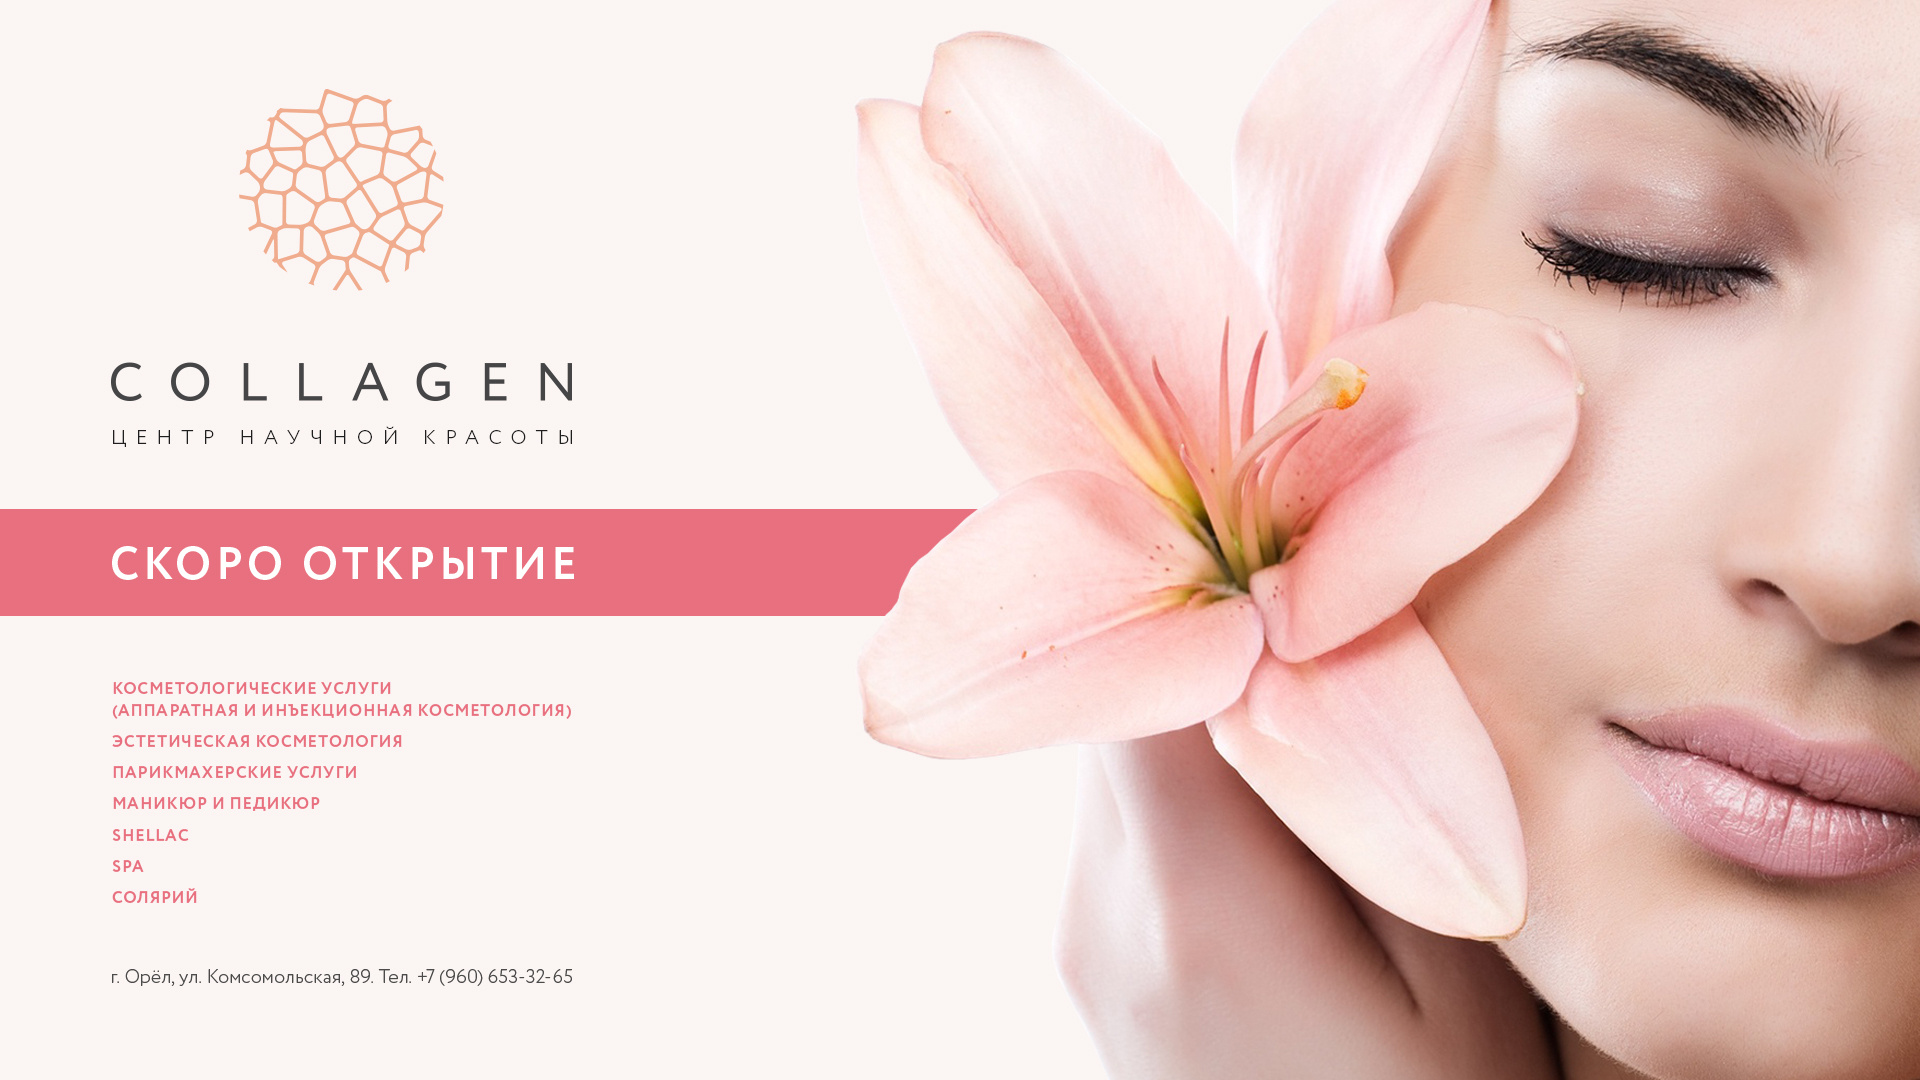 COLLAGEN
ЦЕНТР НАУЧНОЙ КРАСОТЫ
СКОРО ОТКРЫТИЕ
КОСМЕТОЛОГИЧЕСКИЕ УСЛУГИ
(АППАРАТНАЯ И ИНЪЕКЦИОННАЯ КОСМЕТОЛОГИЯ)
ЭСТЕТИЧЕСКАЯ КОСМЕТОЛОГИЯ
ПАРИКМАХЕРСКИЕ УСЛУГИ
МАНИКЮР И ПЕДИКЮР
SHELLAC
SPA
СОЛЯРИЙ
г. Орёл, ул. Комсомольская, 89. Тел. +7 (960) 653-32-65